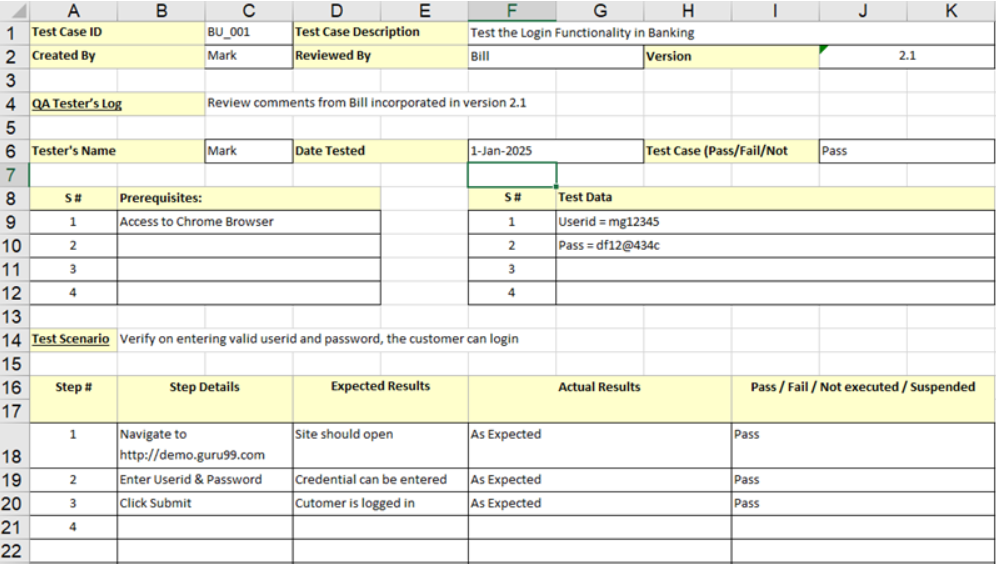 A B C D E F G H I J K
1 Test Case ID BU_001 Test Case Description Test the Login Functionality in Banking
2 Created By Mark Reviewed By Bill Version 2.1
3
4 QA Tester's Log Review comments from Bill incorporated in version 2.1
5
6 Tester's Name Mark Date Tested 1-Jan-2025 Test Case (Pass/Fail/Not Pass
7
8 S # Prerequisites: S # Test Data
9 1 Access to Chrome Browser 1 Userid = mg12345
10 2 2 Pass = df12@434c
11 3 3
12 4 4
13
14 Test Scenario Verify on entering valid userid and password, the customer can login
15
16 Step # Step Details Expected Results Actual Results Pass / Fail / Not executed / Suspended
17
1 Navigate to Site should open As Expected Pass
18 http://demo.guru99.com
19 2 Enter Userid & Password Credential can be entered As Expected Pass
20 3 Click Submit Cutomer is logged in As Expected Pass
21 4
22